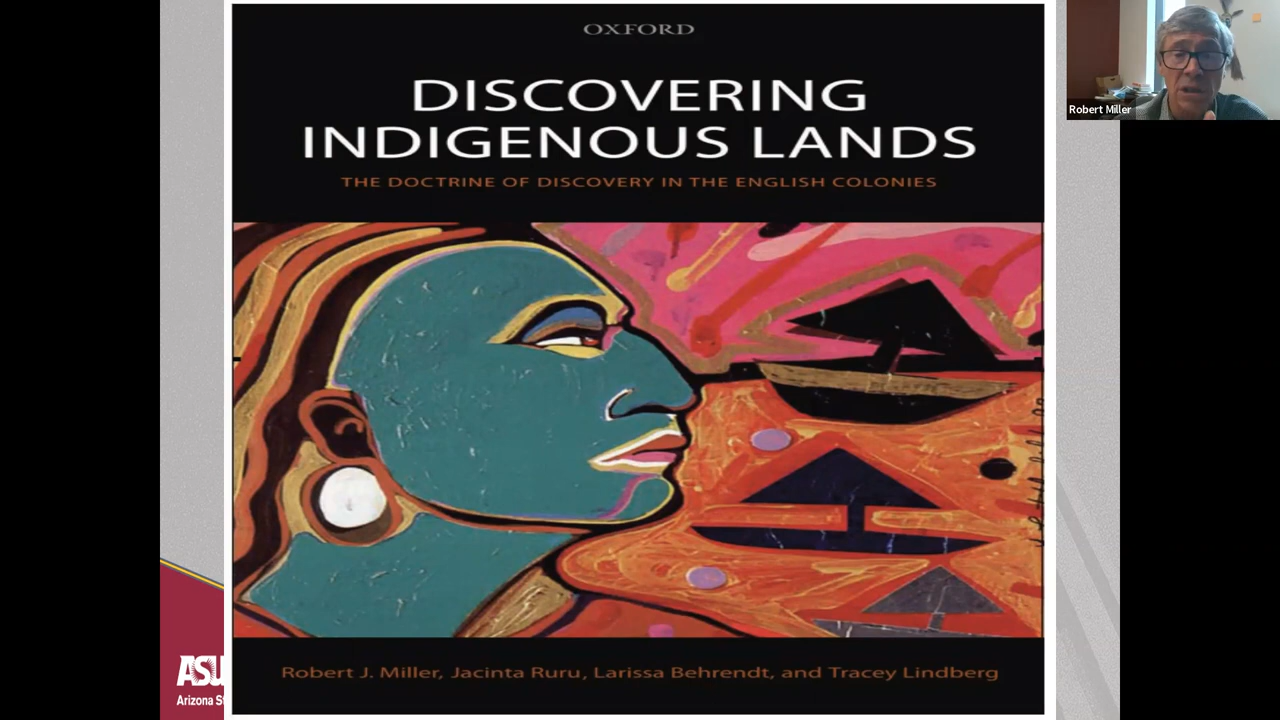 OXFORD
DISCOVERING
INDIGENOUS LANDS
THE DOCTRINE OF DISCOVERY IN THE ENGLISH COLONIES
Robert J. Miller, Jacinta Ruru, Larissa Behrendt, and Tracey Lindberg
ASU
Arizona St
Robert Miller